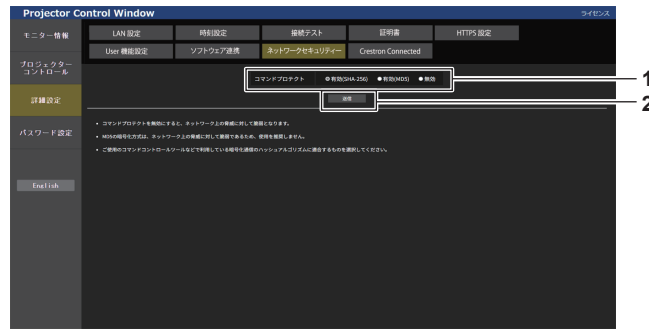 Projector Control Window
ライセンス
モニター情報
プロジェクター
コントロール
詳細設定
パスワード設定
English
LAN 設定
時刻設定
接続テスト
証明書
HTTPS 設定
User 機能設定
ソフトウェア連携
ネットワークセキュリティー
Crestron Connected
コマンドプロテクト
有効(SHA-256)
有効(MD5)
無効
1
送信
2
• コマンドプロテクトを無効にすると、ネットワーク上の脅威に対して脆弱となります。
• MD5の暗号化方式は、ネットワーク上の脅威に対して脆弱であるため、使用を推奨しません。
• ご使用のコマンドコントロールツールなどで利用している暗号化通信のハッシュアルゴリズムに適合するものを選択してください。